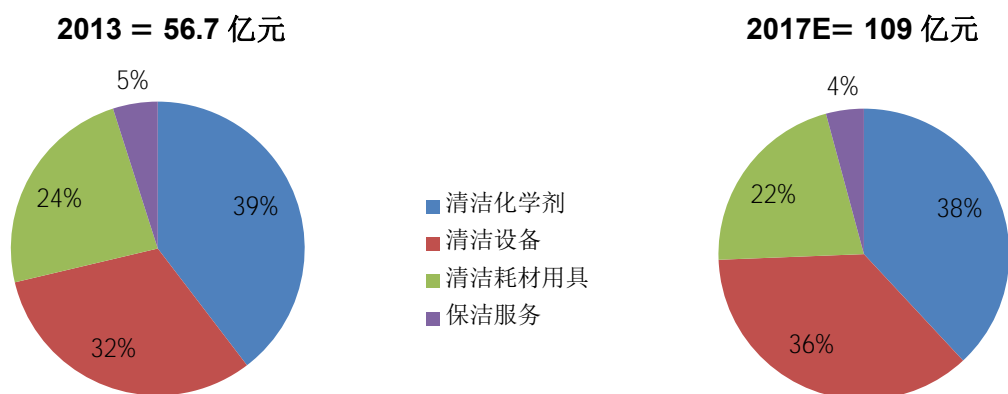 2013 = 56.7 亿元
2017E= 109 亿元
5%
39%
24%
32%
清洁化学剂
清洁设备
清洁耗材用具
保洁服务
4%
38%
22%
36%